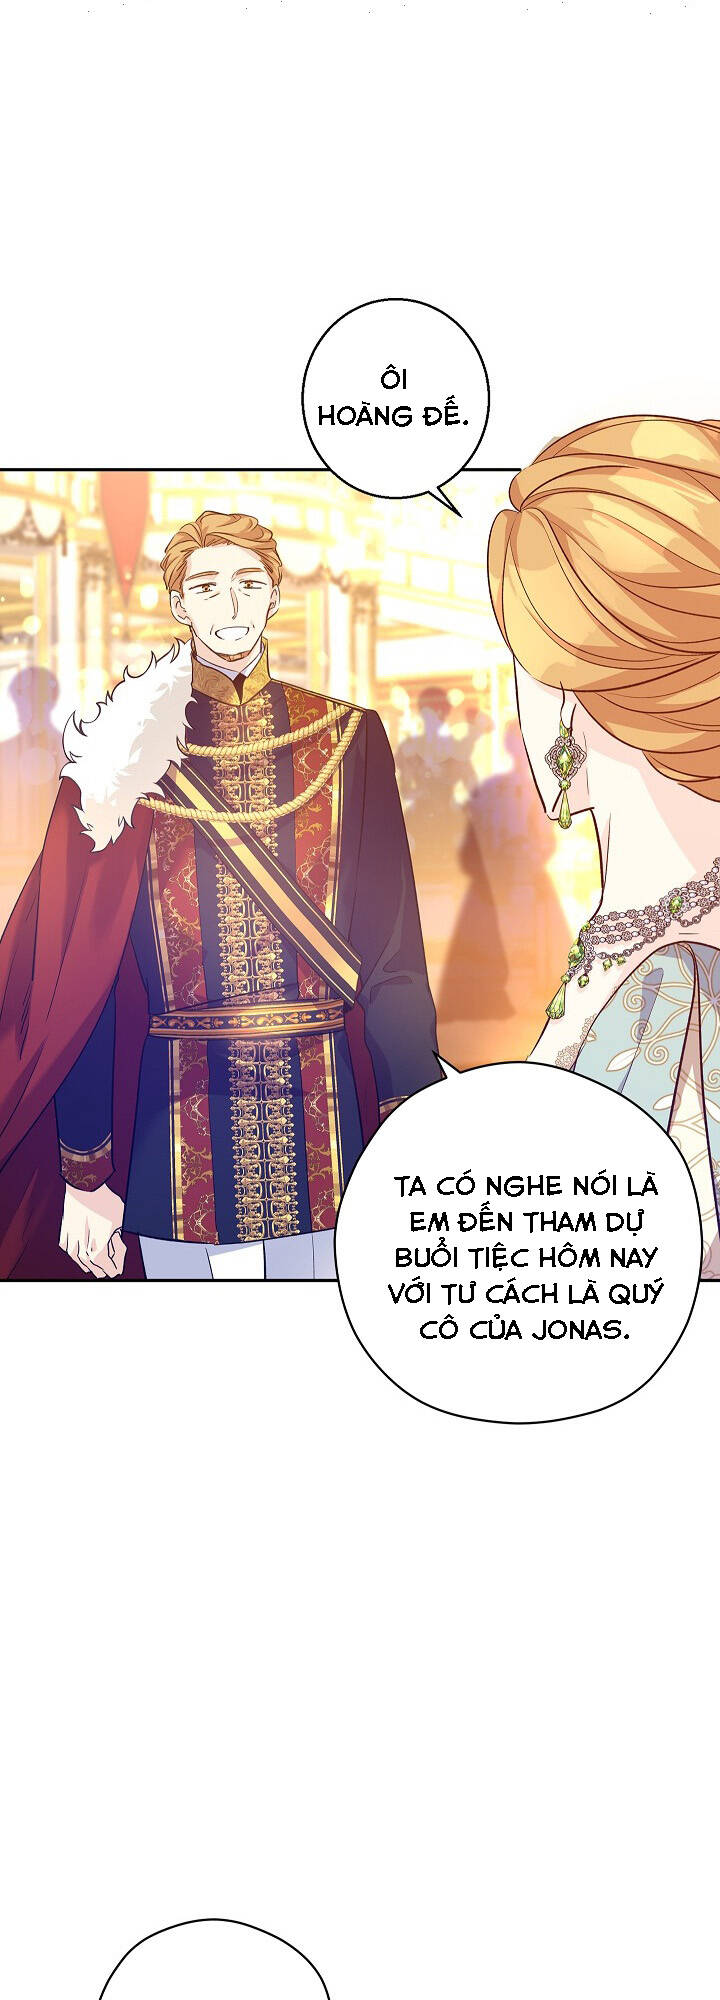 ÔI
HOÀNG ĐẾ.
TA CÓ NGHE NÓI LÀ
EM ĐẾN THAM DỰ
BUỔI TIỆC HÔM NAY
VỚI TƯ CÁCH LÀ QUÝ
CÔ CỦA JONAS.